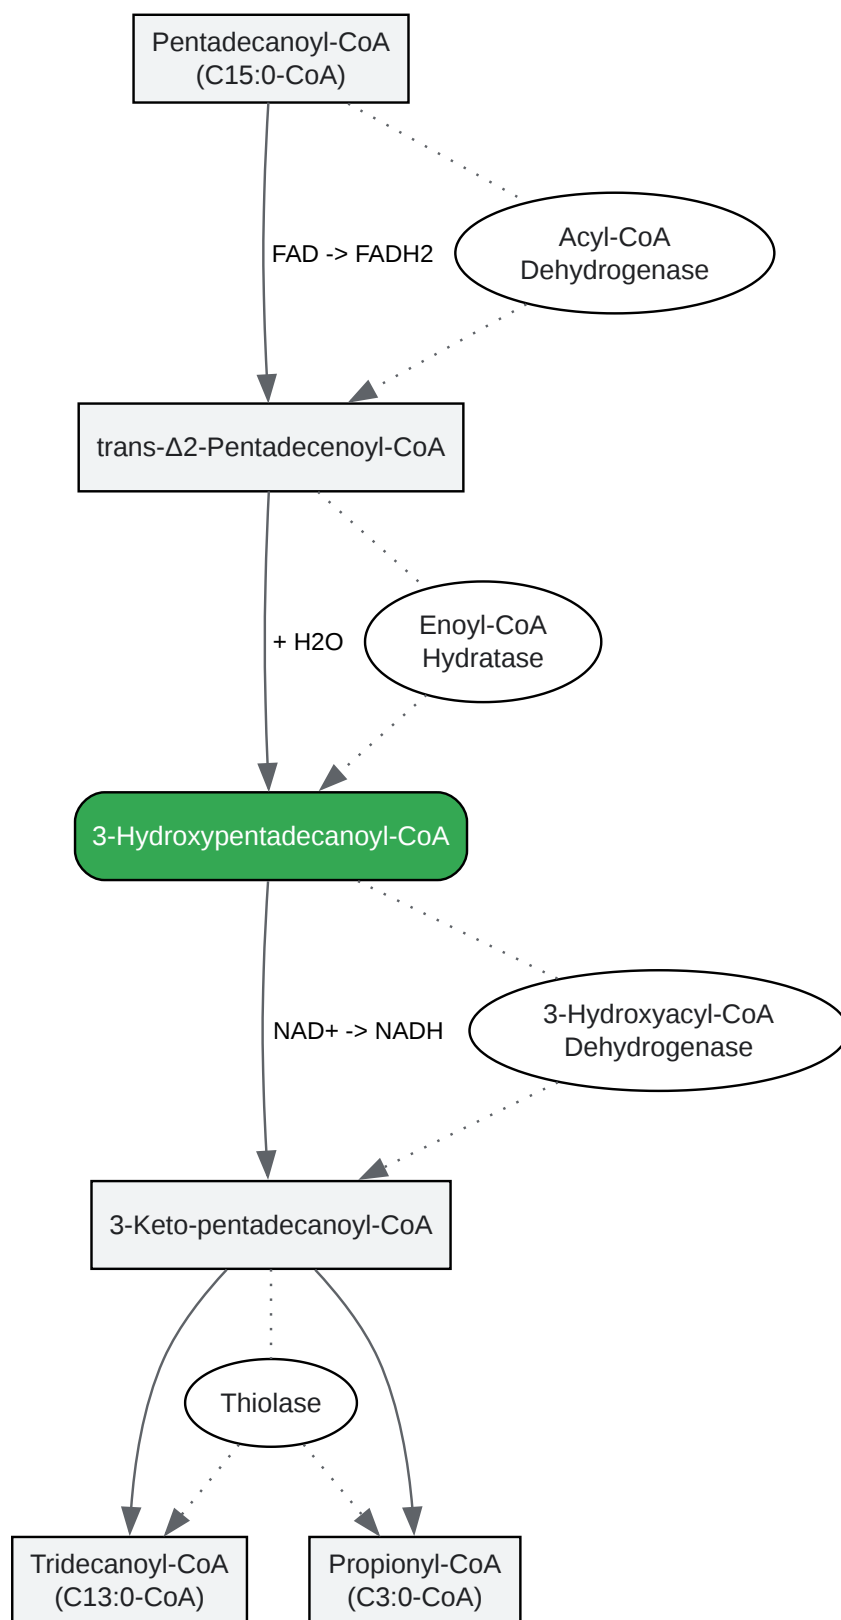 Pentadecanoyl-CoA
(C15:0-CoA)
Acyl-CoA
Dehydrogenase
FAD -> FADH2
trans-Δ2-Pentadecenoyl-CoA
Enoyl-CoA
Hydratase
+ H2O
3-Hydroxypentadecanoyl-CoA
3-Hydroxyacyl-CoA
Dehydrogenase
NAD+ -> NADH
3-Keto-pentadecanoyl-CoA
Thiolase
Tridecanoyl-CoA
(C13:0-CoA)
Propionyl-CoA
(C3:0-CoA)